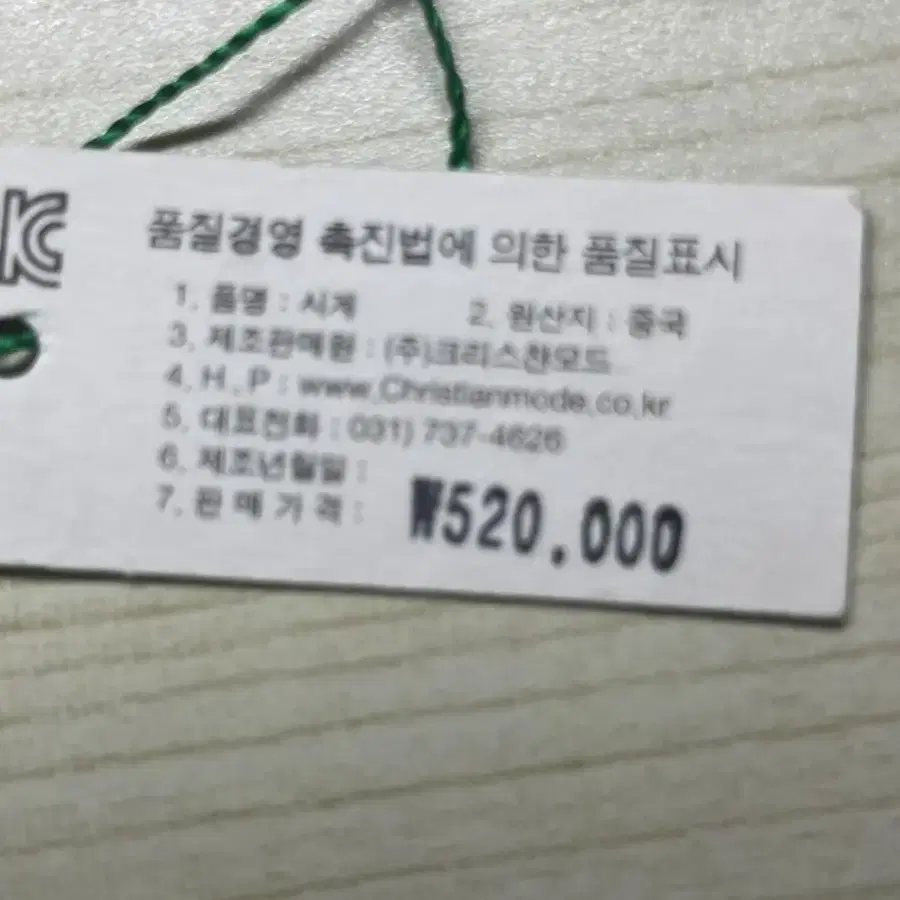 KC
품질경영 촉진법에 의한 품질표시
1. 품명 : 시계 2. 원산지 : 중국
3. 제조판매원 : (주)크리스챤모드
4. H. P : www.Christianmode.co.kr
5. 대표전화 : 031) 737-4626
6. 제조년월일 :
7. 판 매 가 격 : ₩520.000